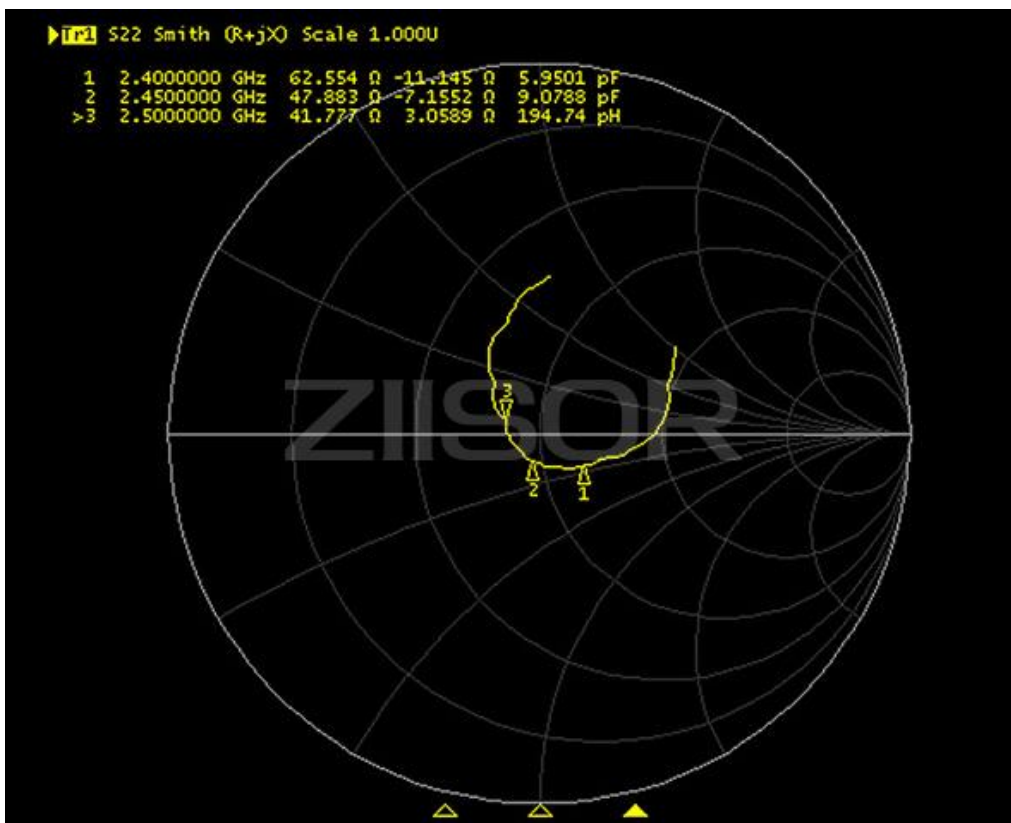 Tr1 S22 Smith (R+jX) Scale 1.000U
1 2.4000000 GHz 62.554 Ω -11.145 Ω 5.9501 pF
2 2.4500000 GHz 47.883 Ω -7.1552 Ω 9.0788 pF
>3 2.5000000 GHz 41.777 Ω 3.0589 Ω 194.74 pH
ZIISOR
3
2
1